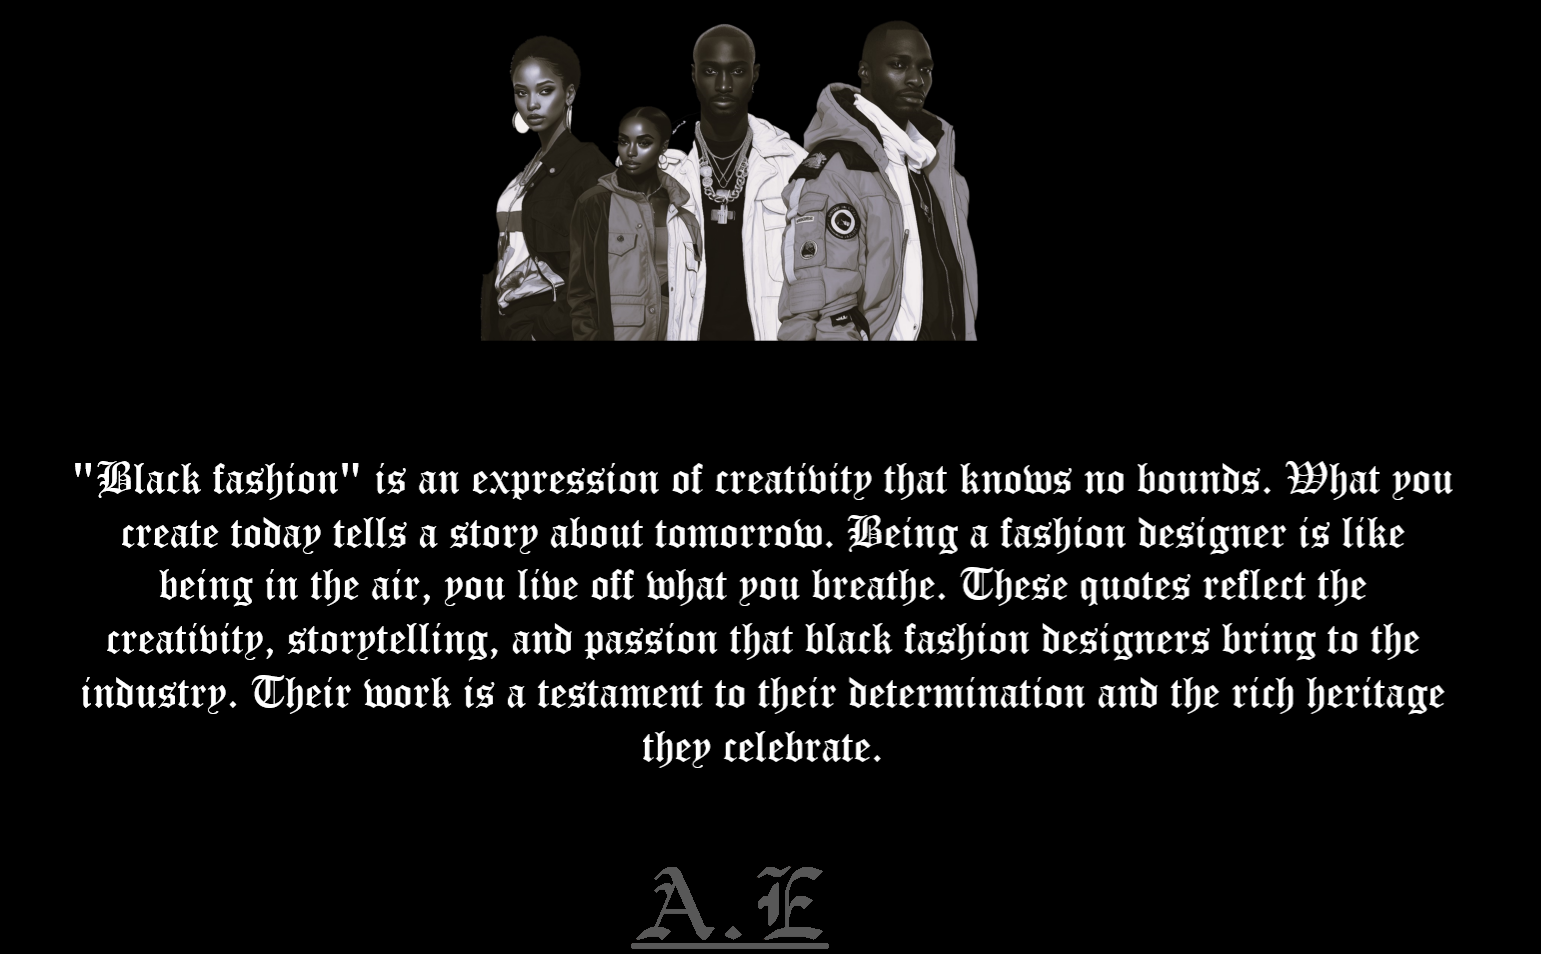 "Black fashion" is an expression of creativity that knows no bounds. What you
create today tells a story about tomorrow. Being a fashion designer is like
being in the air, you live off what you breathe. These quotes reflect the
creativity, storytelling, and passion that black fashion designers bring to the
industry. Their work is a testament to their determination and the rich heritage
they celebrate.
A.E